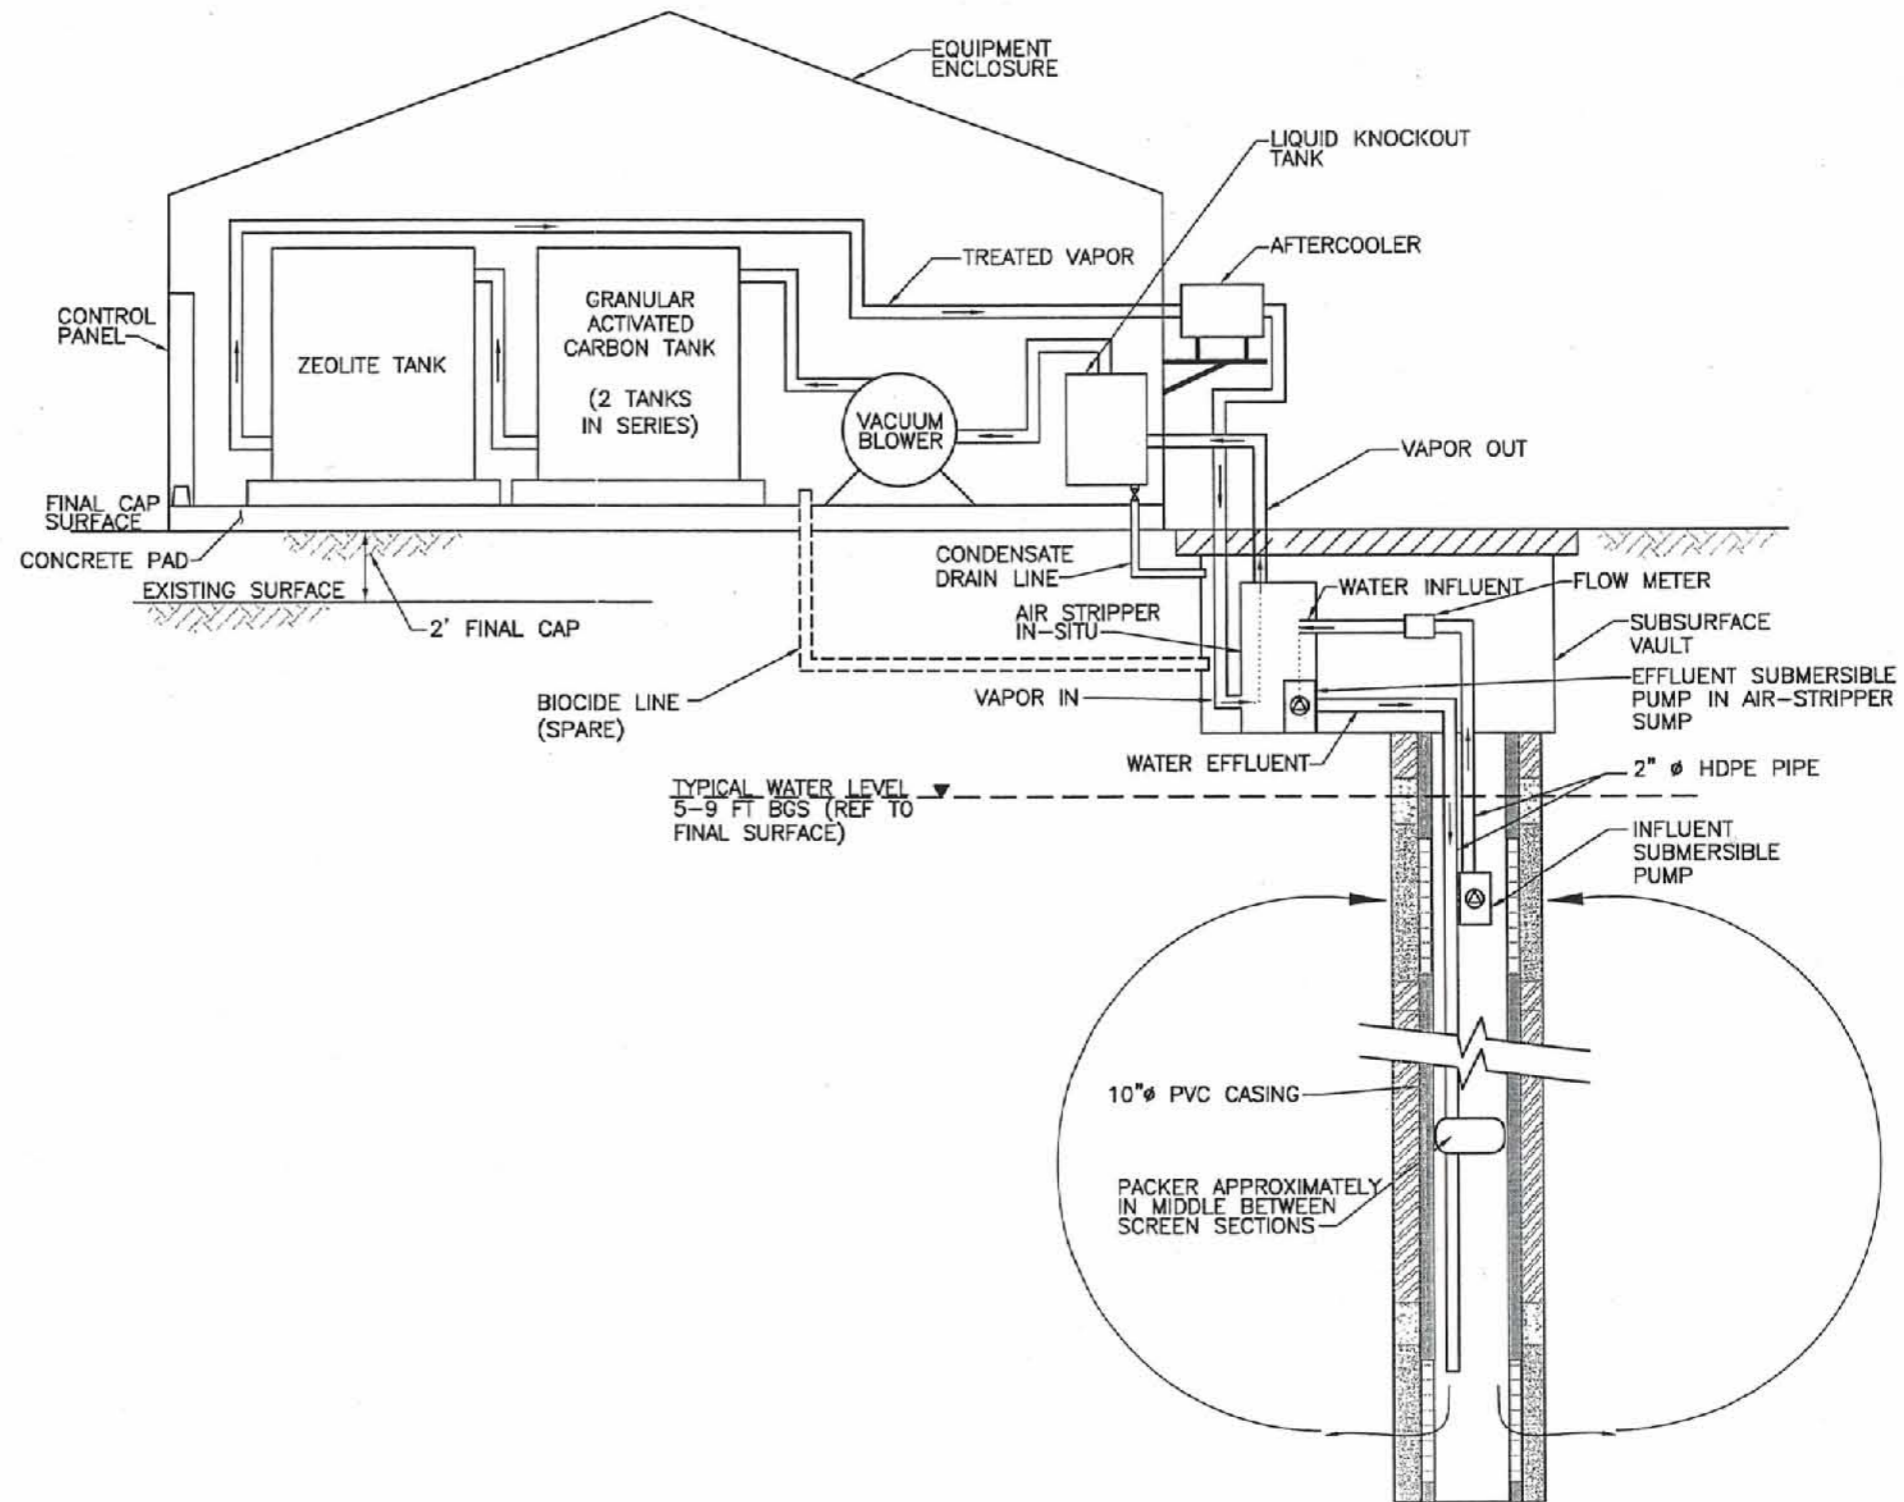 EQUIPMENT
ENCLOSURE
LIQUID KNOCKOUT
TANK
AFTERCOOLER
TREATED VAPOR
CONTROL
PANEL
ZEOLITE TANK
GRANULAR
ACTIVATED
CARBON TANK
(2 TANKS
IN SERIES)
VACUUM
BLOWER
VAPOR OUT
FINAL CAP
SURFACE
CONCRETE PAD
EXISTING SURFACE
2' FINAL CAP
CONDENSATE
DRAIN LINE
AIR STRIPPER
IN-SITU
WATER INFLUENT
FLOW METER
SUBSURFACE
VAULT
BIOCIDE LINE
(SPARE)
VAPOR IN
EFFLUENT SUBMERSIBLE
PUMP IN AIR-STRIPPER
SUMP
WATER EFFLUENT
2" ø HDPE PIPE
TYPICAL WATER LEVEL
5-9 FT BGS (REF TO
FINAL SURFACE)
INFLUENT
SUBMERSIBLE
PUMP
10"ø PVC CASING
PACKER APPROXIMATELY
IN MIDDLE BETWEEN
SCREEN SECTIONS